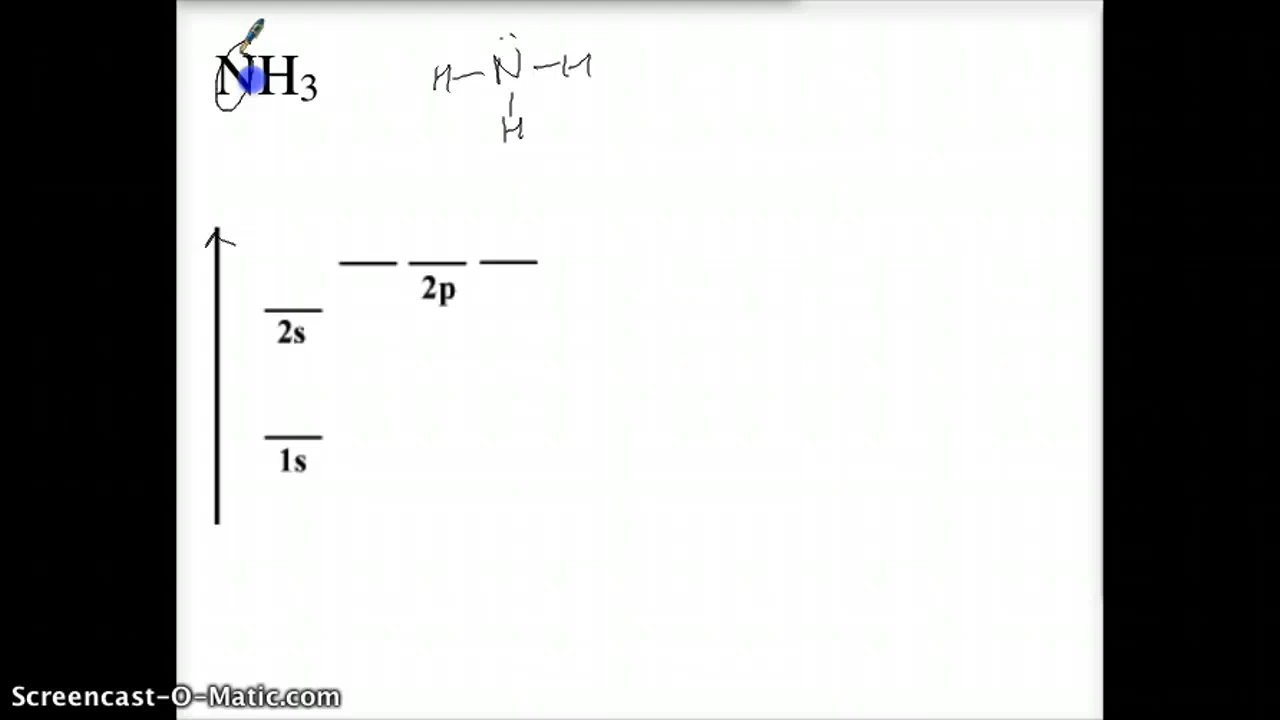 NH₃
H–N̈–H
|
H
2p
2s
1s
Screencast-O-Matic.com